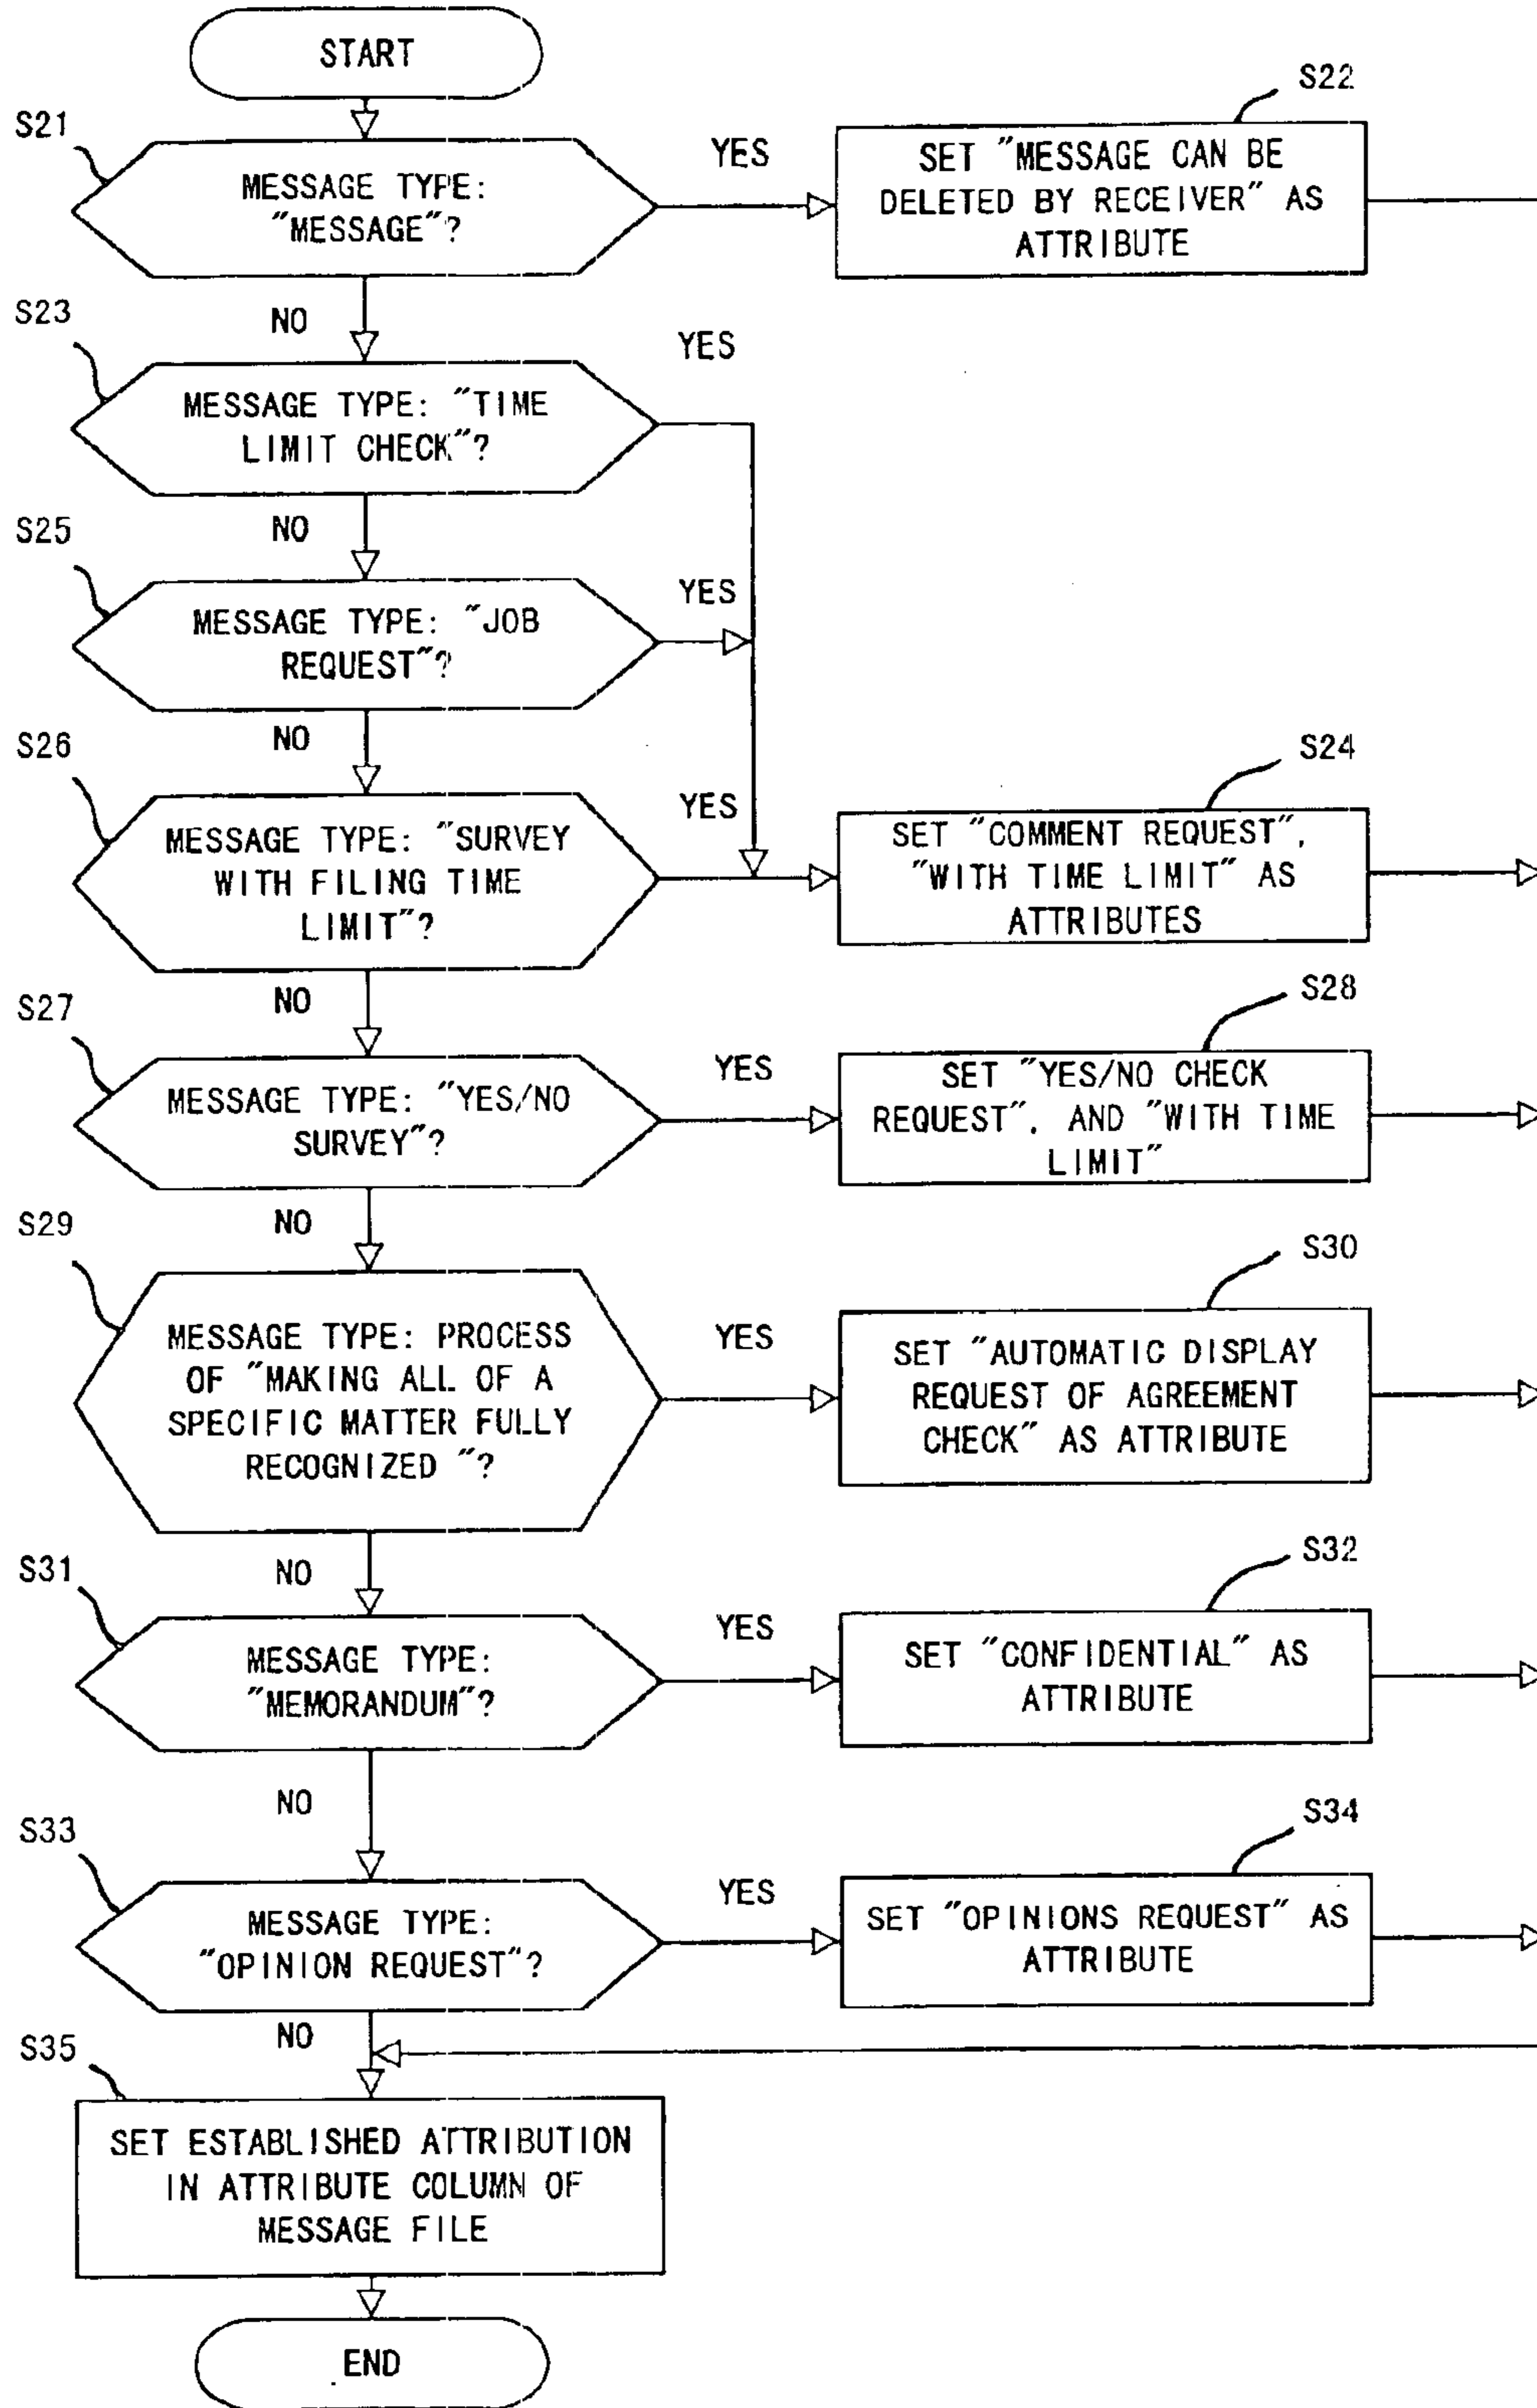 START
S21
MESSAGE TYPE:
"MESSAGE"?
YES
S22
SET "MESSAGE CAN BE
DELETED BY RECEIVER" AS
ATTRIBUTE
NO
S23
MESSAGE TYPE: "TIME
LIMIT CHECK"?
YES
NO
S25
MESSAGE TYPE: "JOB
REQUEST"?
YES
NO
S26
MESSAGE TYPE: "SURVEY
WITH FILING TIME
LIMIT"?
YES
S24
SET "COMMENT REQUEST",
"WITH TIME LIMIT" AS
ATTRIBUTES
NO
S27
MESSAGE TYPE: "YES/NO
SURVEY"?
YES
S28
SET "YES/NO CHECK
REQUEST", AND "WITH TIME
LIMIT"
NO
S29
MESSAGE TYPE: PROCESS
OF "MAKING ALL OF A
SPECIFIC MATTER FULLY
RECOGNIZED "?
YES
S30
SET "AUTOMATIC DISPLAY
REQUEST OF AGREEMENT
CHECK" AS ATTRIBUTE
NO
S31
MESSAGE TYPE:
"MEMORANDUM"?
YES
S32
SET "CONFIDENTIAL" AS
ATTRIBUTE
NO
S33
MESSAGE TYPE:
"OPINION REQUEST"?
YES
S34
SET "OPINIONS REQUEST" AS
ATTRIBUTE
NO
S35
SET ESTABLISHED ATTRIBUTION
IN ATTRIBUTE COLUMN OF
MESSAGE FILE
END